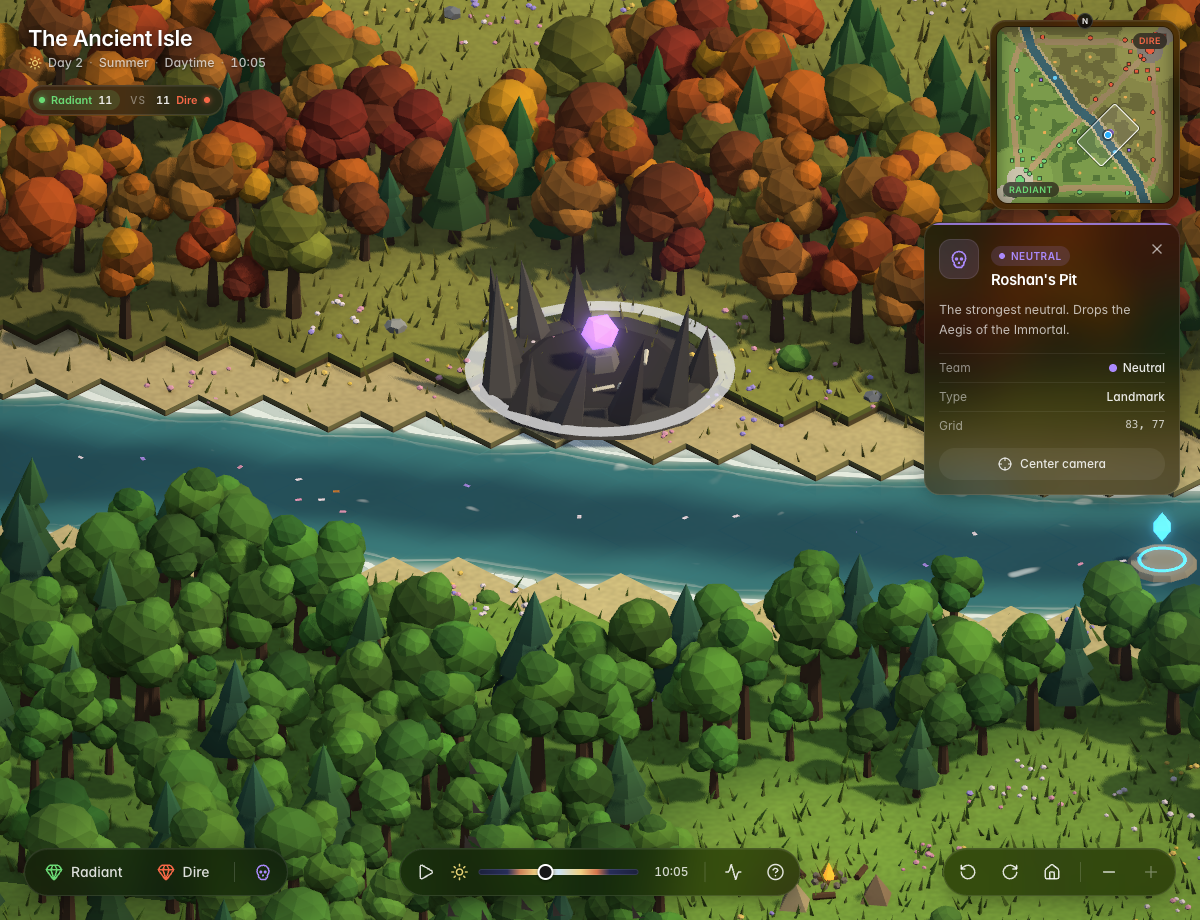 The Ancient Isle
Day 2 · Summer · Daytime · 10:05
Radiant 11 VS 11 Dire
N
DIRE
RADIANT
NEUTRAL
Roshan's Pit
The strongest neutral. Drops the
Aegis of the Immortal.
Team Neutral
Type Landmark
Grid 83, 77
Center camera
Radiant Dire
10:05